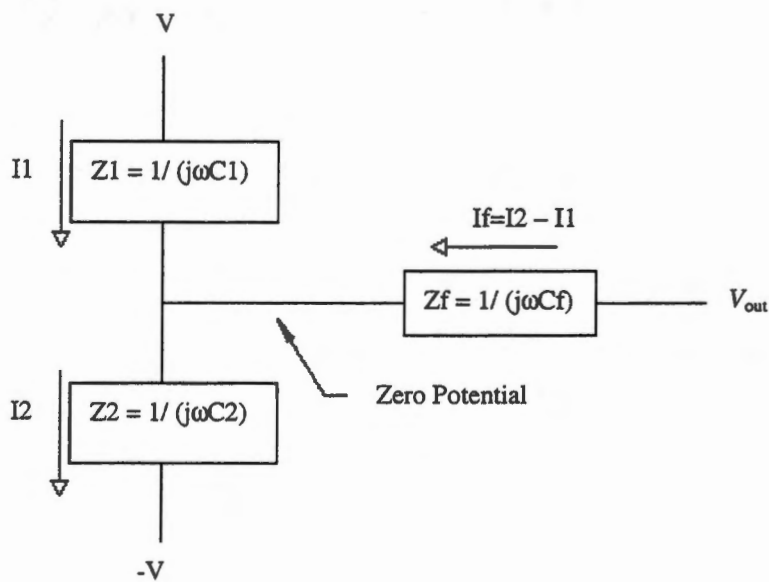 V
I1
Z1 = 1/ (jωC1)
If=I2 – I1
Zf = 1/ (jωCf)
Vout
Zero Potential
I2
Z2 = 1/ (jωC2)
-V